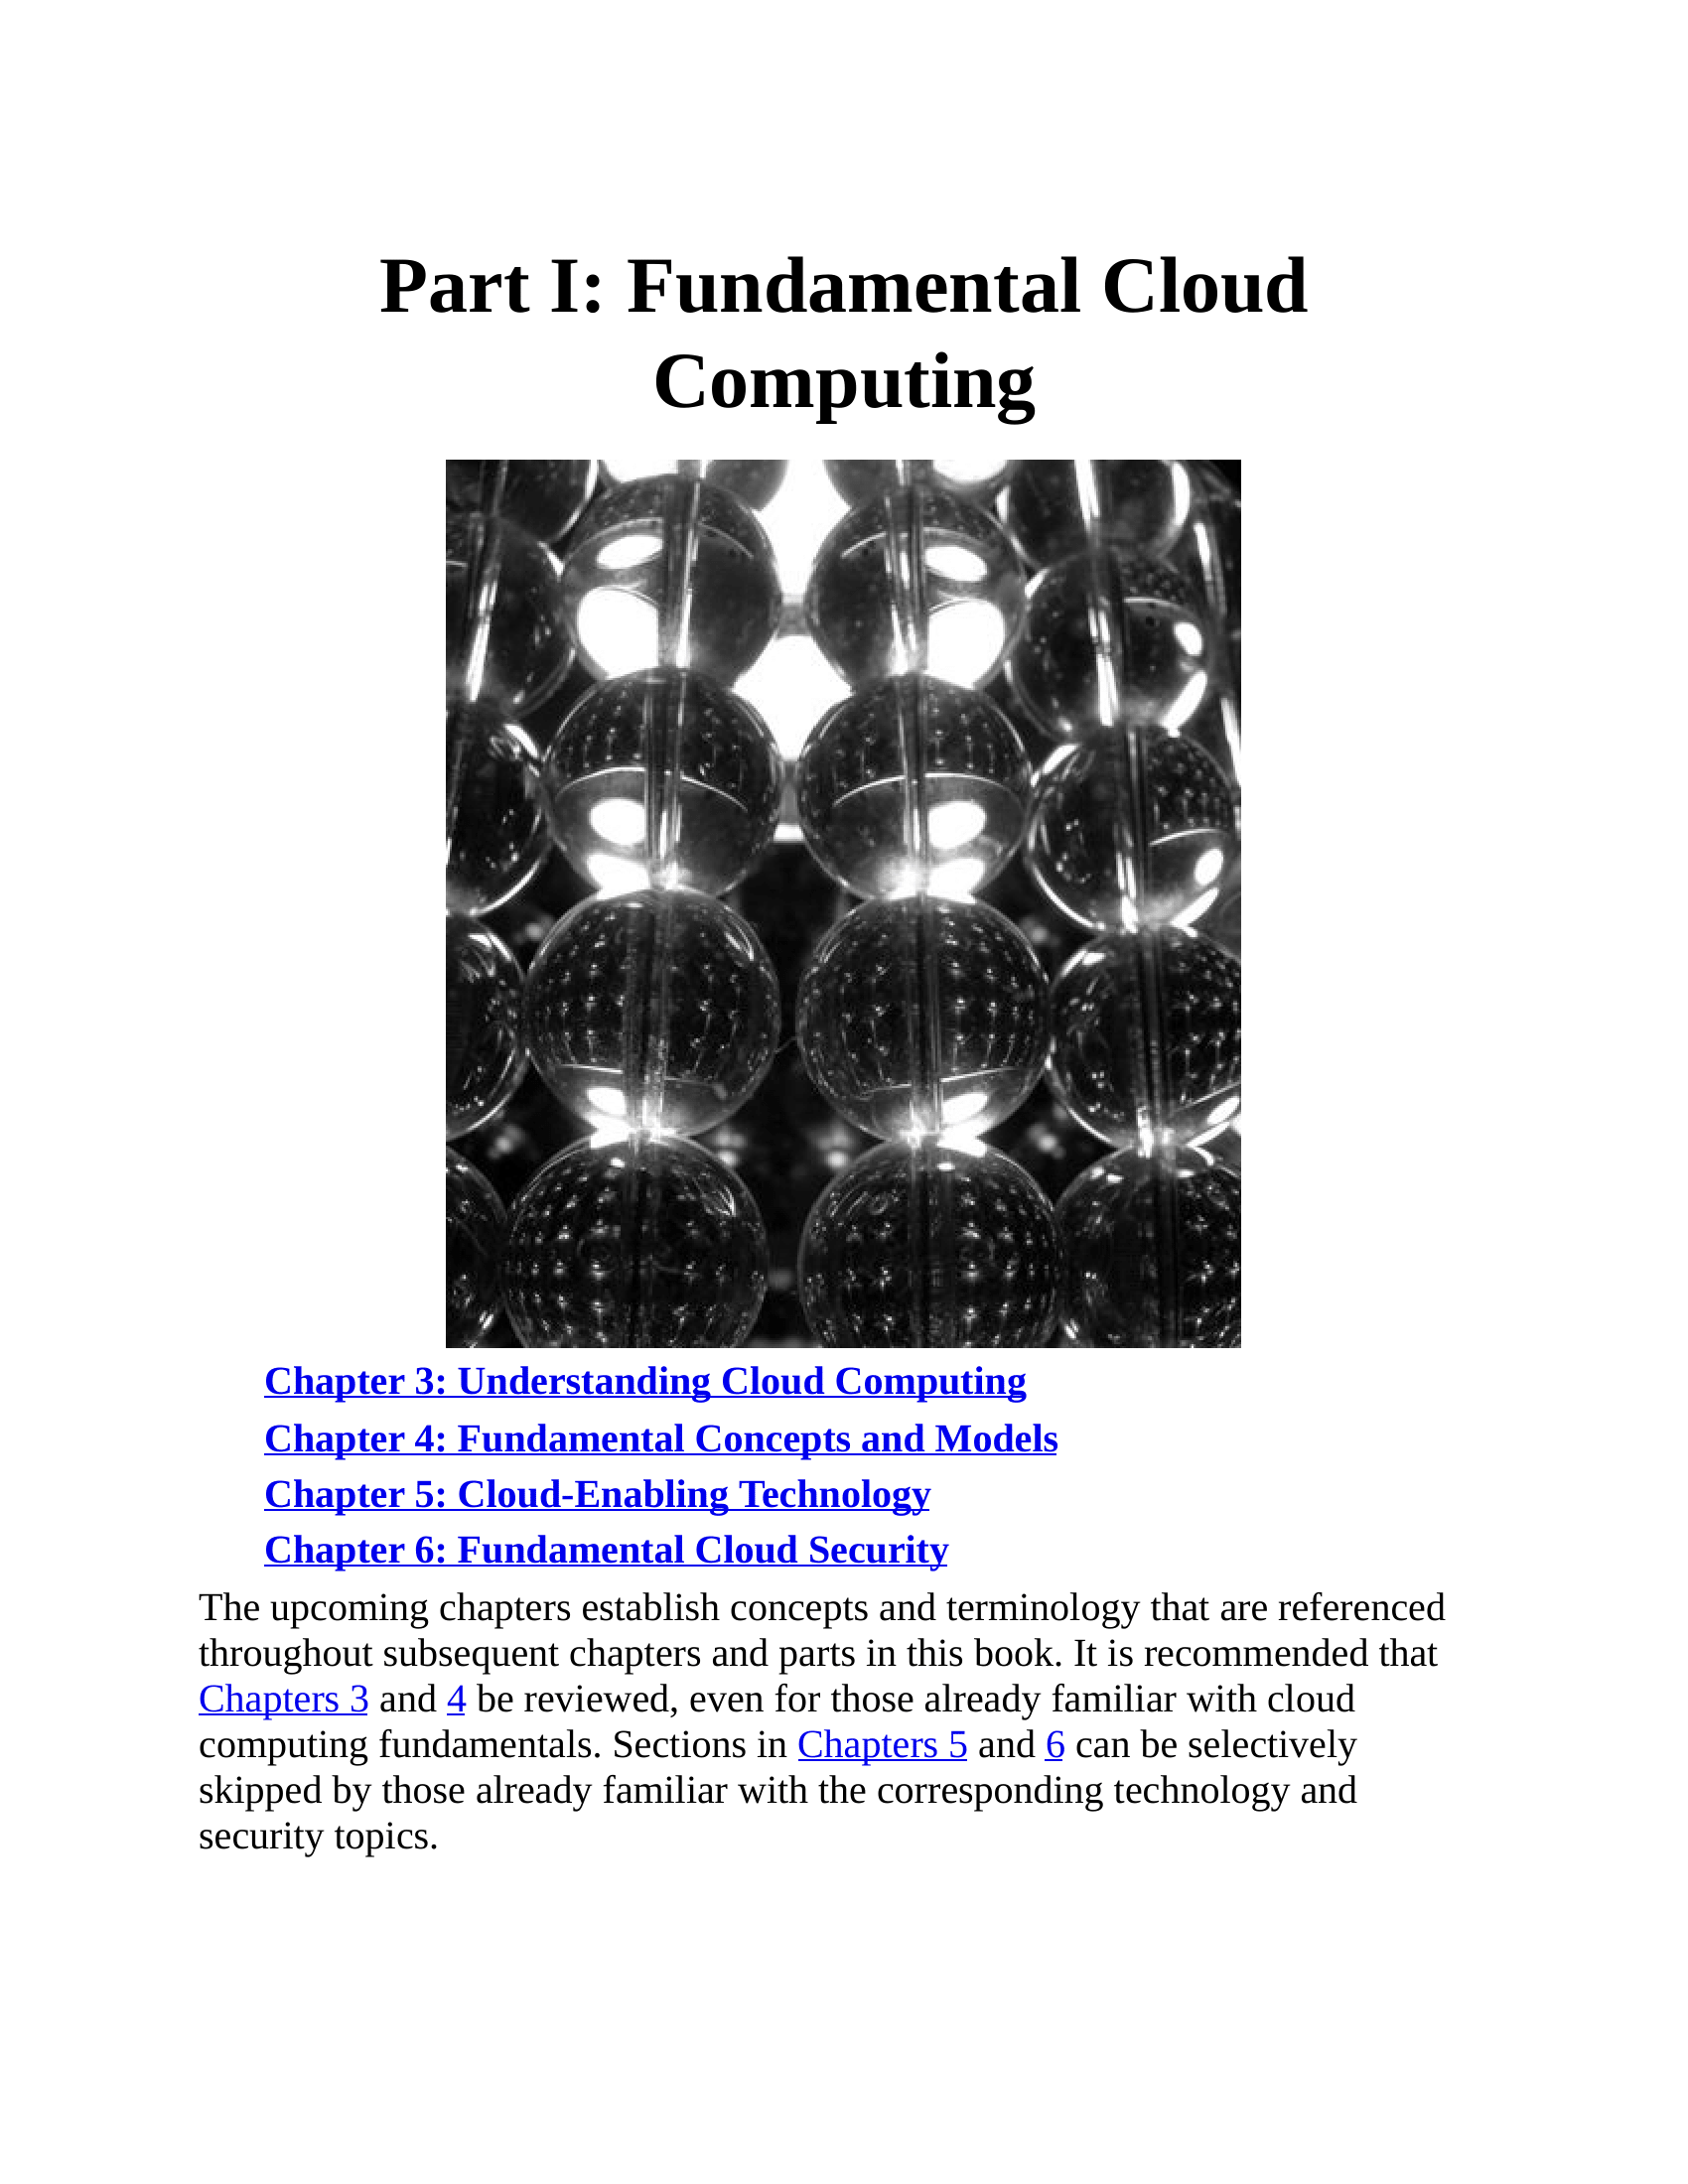 Part I: Fundamental Cloud
Computing
Chapter 3: Understanding Cloud Computing
Chapter 4: Fundamental Concepts and Models
Chapter 5: Cloud-Enabling Technology
Chapter 6: Fundamental Cloud Security
The upcoming chapters establish concepts and terminology that are referenced
throughout subsequent chapters and parts in this book. It is recommended that
Chapters 3 and 4 be reviewed, even for those already familiar with cloud
computing fundamentals. Sections in Chapters 5 and 6 can be selectively
skipped by those already familiar with the corresponding technology and
security topics.